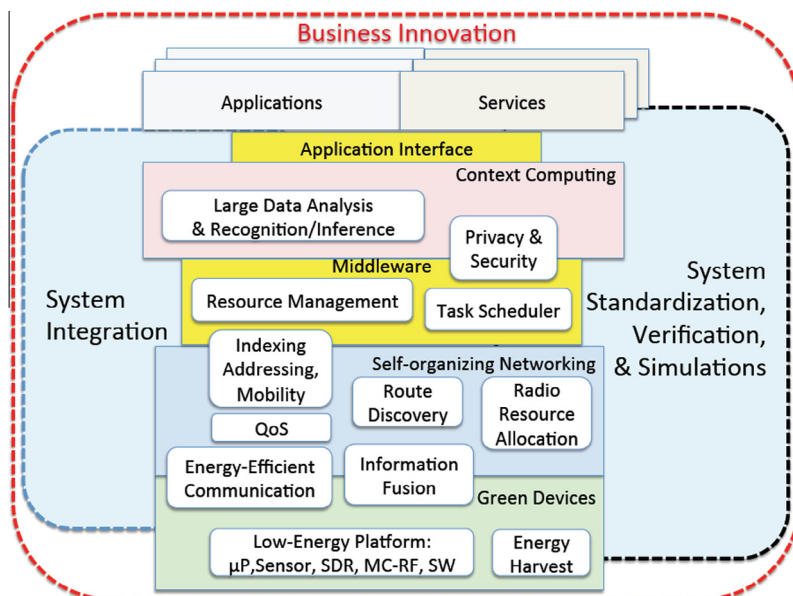 Business Innovation
Applications
Services
Application Interface
Context Computing
Large Data Analysis
& Recognition/Inference
Privacy &
Security
Middleware
Resource Management
Task Scheduler
System
Integration
System
Standardization,
Verification,
& Simulations
Indexing
Addressing,
Mobility
Self-organizing Networking
Route
Discovery
Radio
Resource
Allocation
QoS
Energy-Efficient
Communication
Information
Fusion
Green Devices
Low-Energy Platform:
µP,Sensor, SDR, MC-RF, SW
Energy
Harvest